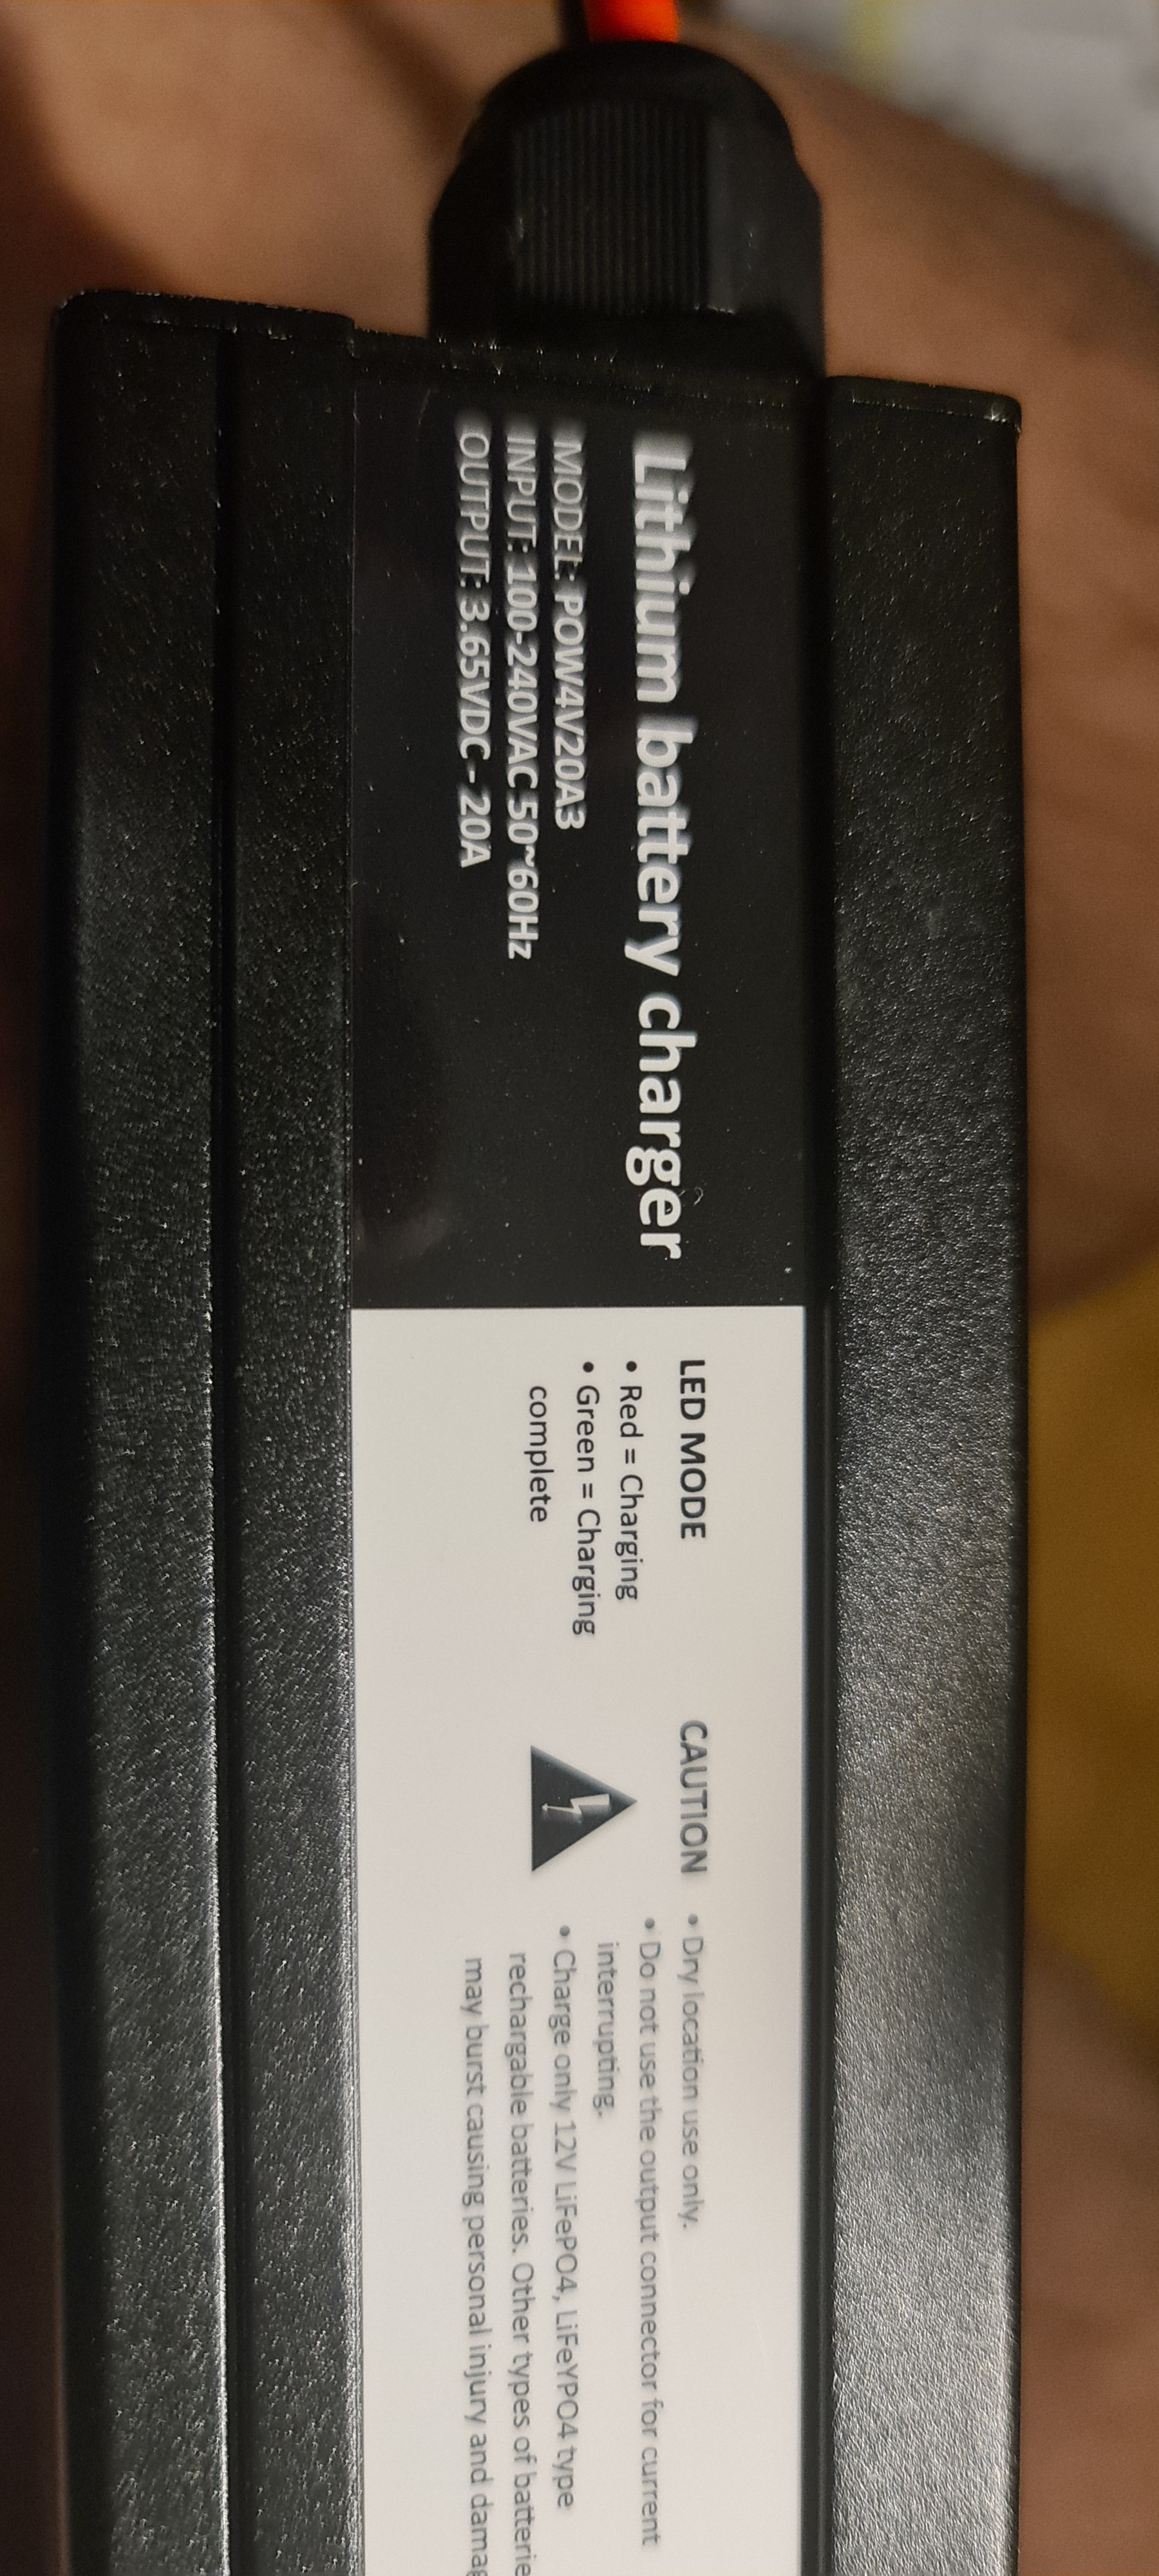 Lithium battery charger
MODEL: POW4V20A3
INPUT: 100-240VAC 50~60Hz
OUTPUT: 3.65VDC - 20A
LED MODE
• Red = Charging
• Green = Charging
complete
CAUTION
• Dry location use only.
• Do not use the output connector for current
interrupting.
• Charge only 12V LiFePO4, LiFeYPO4 type
rechargable batteries. Other types of
may burst causing personal injury and